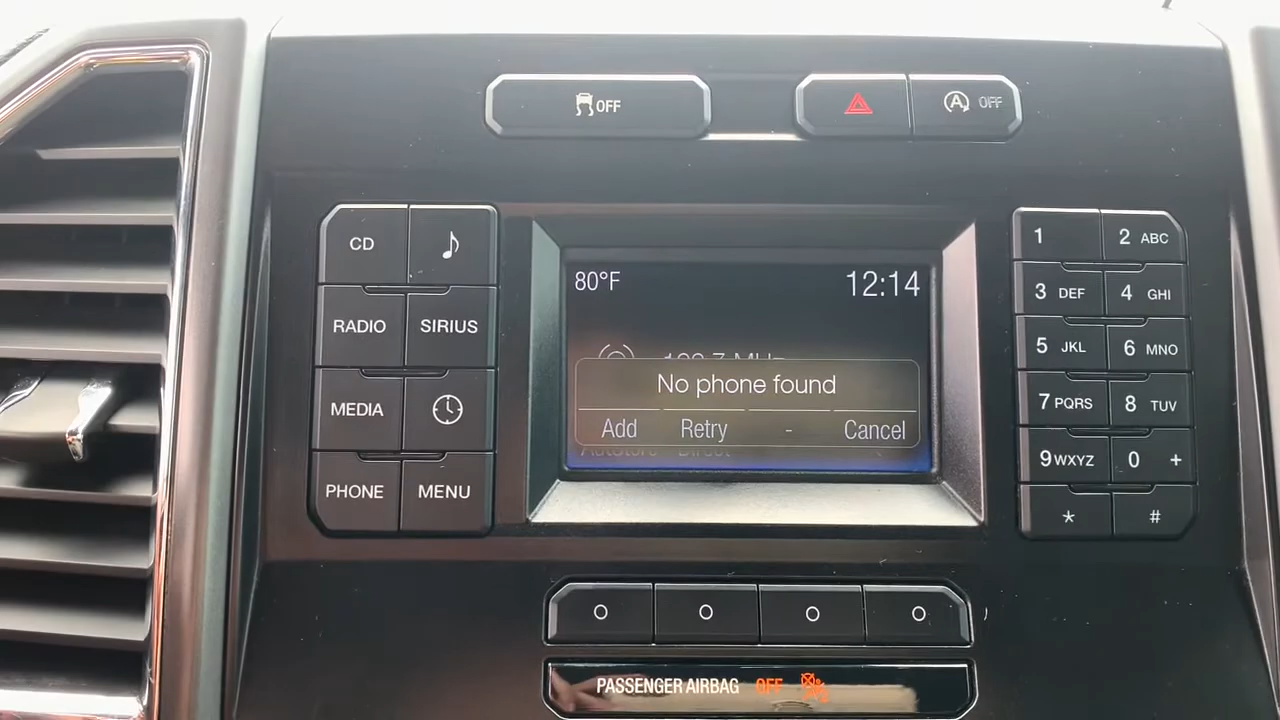 OFF
OFF
CD
RADIO SIRIUS
MEDIA
PHONE MENU
80°F 12:14
No phone found
Add Retry - Cancel
1 2 ABC
3 DEF 4 GHI
5 JKL 6 MNO
7 PQRS 8 TUV
9 WXYZ 0 +
* #
PASSENGER AIRBAG OFF